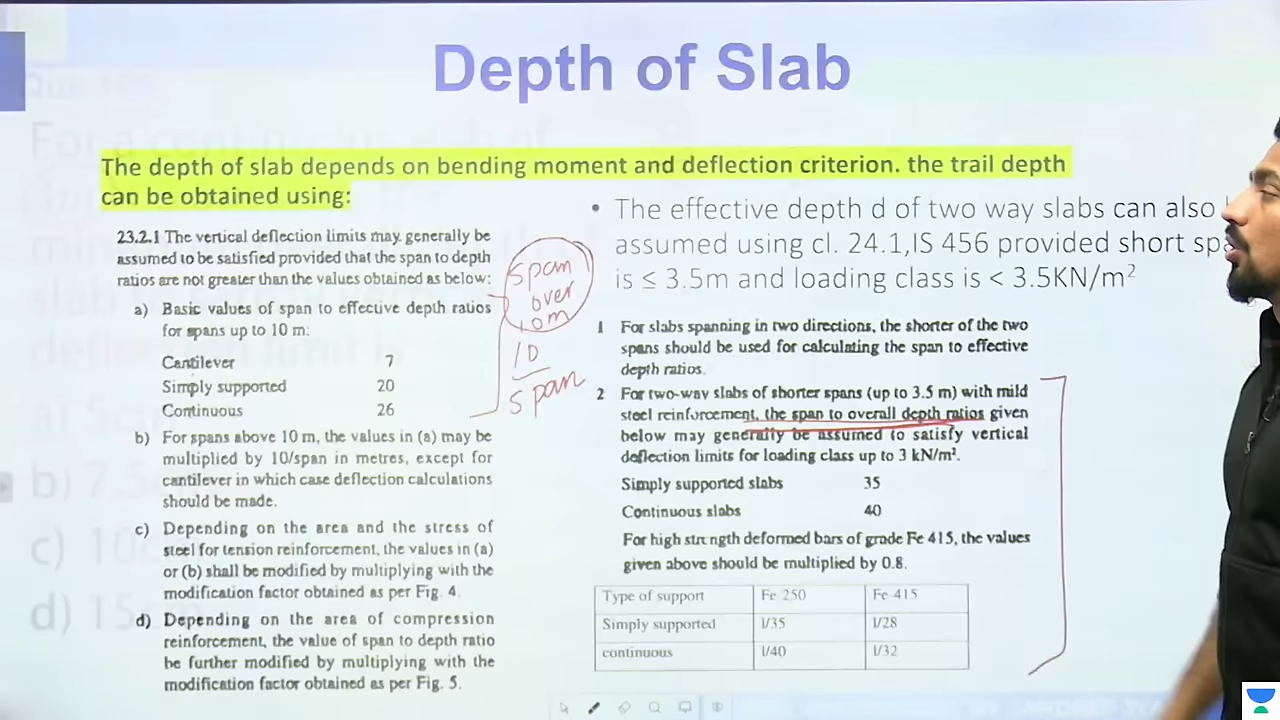 Depth of Slab
The depth of slab depends on bending moment and deflection criterion. the trail depth
can be obtained using:
23.2.1 The vertical deflection limits may generally be
assumed to be satisfied provided that the span to depth
ratios are not greater than the values obtained as below:
a) Basic values of span to effective depth ratios
for spans up to 10 m:
Cantilever 7
Simply supported 20
Continuous 26
b) For spans above 10 m, the values in (a) may be
multiplied by 10/span in metres, except for
cantilever in which case deflection calculations
should be made.
c) Depending on the area and the stress of
steel for tension reinforcement, the values in (a)
or (b) shall be modified by multiplying with the
modification factor obtained as per Fig. 4.
d) Depending on the area of compression
reinforcement, the value of span to depth ratio
be further modified by multiplying with the
modification factor obtained as per Fig. 5.
span
over
10m
10
span
• The effective depth d of two way slabs can also
assumed using cl. 24.1,IS 456 provided short
is ≤ 3.5m and loading class is < 3.5KN/m²
1 For slabs spanning in two directions, the shorter of the two
spans should be used for calculating the span to effective
depth ratios.
2 For two-way slabs of shorter spans (up to 3.5 m) with mild
steel reinforcement, the span to overall depth ratios given
below may generally be assumed to satisfy vertical
deflection limits for loading class up to 3 kN/m².
Simply supported slabs 35
Continuous slabs 40
For high strength deformed bars of grade Fe 415, the values
given above should be multiplied by 0.8.
Type of support Fe 250 Fe 415
Simply supported l/35 l/28
continuous l/40 l/32